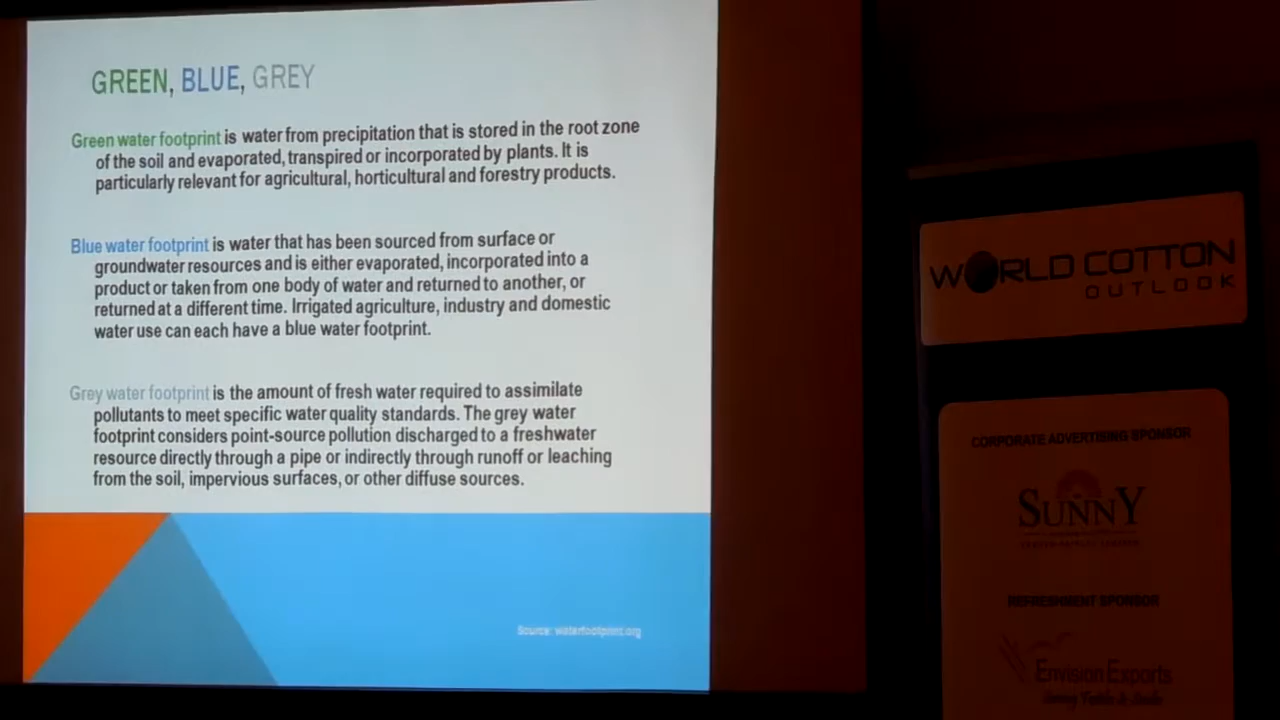 GREEN, BLUE, GREY
Green water footprint is water from precipitation that is stored in the root zone
of the soil and evaporated, transpired or incorporated by plants. It is
particularly relevant for agricultural, horticultural and forestry products.
Blue water footprint is water that has been sourced from surface or
groundwater resources and is either evaporated, incorporated into a
product or taken from one body of water and returned to another, or
returned at a different time. Irrigated agriculture, industry and domestic
water use can each have a blue water footprint.
Grey water footprint is the amount of fresh water required to assimilate
pollutants to meet specific water quality standards. The grey water
footprint considers point-source pollution discharged to a freshwater
resource directly through a pipe or indirectly through runoff or leaching
from the soil, impervious surfaces, or other diffuse sources.
Source: waterfootprint.org
WORLD COTTON
OUTLOOK
CORPORATE ADVERTISING SPONSOR
SUNNY
REFRESHMENT SPONSOR
Envision Exports